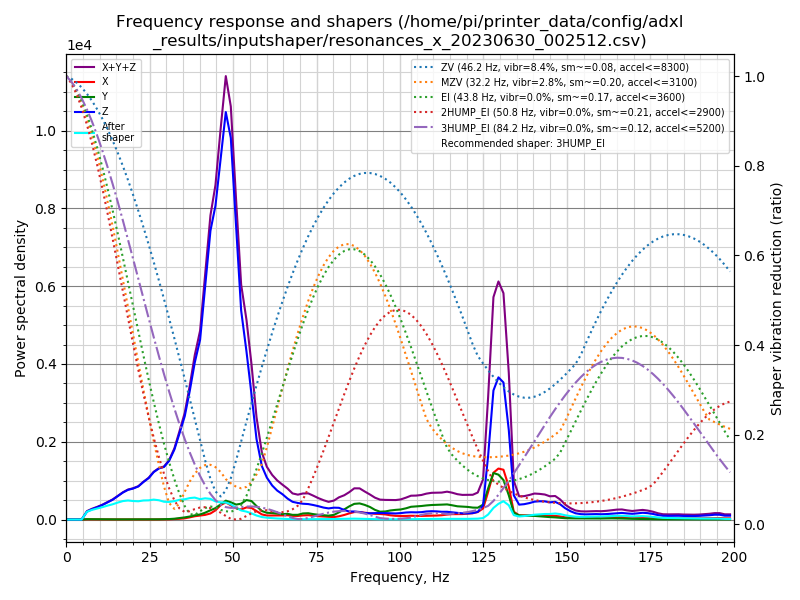 Frequency response and shapers (/home/pi/printer_data/config/adxl
_results/inputshaper/resonances_x_20230630_002512.csv)
1e4
X+Y+Z
X
Y
Z
After
shaper
ZV (46.2 Hz, vibr=8.4%, sm~=0.08, accel<=8300)
MZV (32.2 Hz, vibr=2.8%, sm~=0.20, accel<=3100)
EI (43.8 Hz, vibr=0.0%, sm~=0.17, accel<=3600)
2HUMP_EI (50.8 Hz, vibr=0.0%, sm~=0.21, accel<=2900)
3HUMP_EI (84.2 Hz, vibr=0.0%, sm~=0.12, accel<=5200)
Recommended shaper: 3HUMP_EI
Power spectral density
1.0
0.8
0.6
0.4
0.2
0.0
1.0
0.8
0.6
0.4
0.2
0.0
Shaper vibration reduction (ratio)
0 25 50 75 100 125 150 175 200
Frequency, Hz